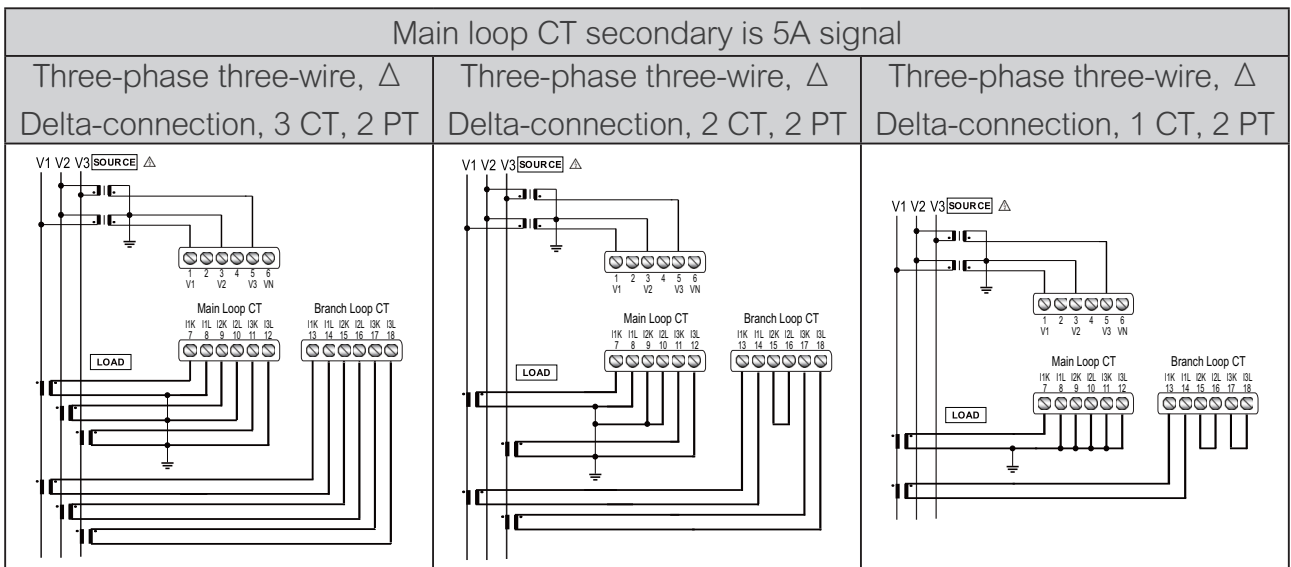 Main loop CT secondary is 5A signal
Three-phase three-wire, Δ
Delta-connection, 3 CT, 2 PT
Three-phase three-wire, Δ
Delta-connection, 2 CT, 2 PT
Three-phase three-wire, Δ
Delta-connection, 1 CT, 2 PT
V1 V2 V3 SOURCE ⚠
1 2 3 4 5 6
V1 V2 V3 VN
Main Loop CT Branch Loop CT
I1K I1L I2K I2L I3K I3L I1K I1L I2K I2L I3K I3L
7 8 9 10 11 12 13 14 15 16 17 18
LOAD
V1 V2 V3 SOURCE ⚠
1 2 3 4 5 6
V1 V2 V3 VN
Main Loop CT Branch Loop CT
I1K I1L I2K I2L I3K I3L I1K I1L I2K I2L I3K I3L
7 8 9 10 11 12 13 14 15 16 17 18
LOAD
V1 V2 V3 SOURCE ⚠
1 2 3 4 5 6
V1 V2 V3 VN
Main Loop CT Branch Loop CT
I1K I1L I2K I2L I3K I3L I1K I1L I2K I2L I3K I3L
7 8 9 10 11 12 13 14 15 16 17 18
LOAD